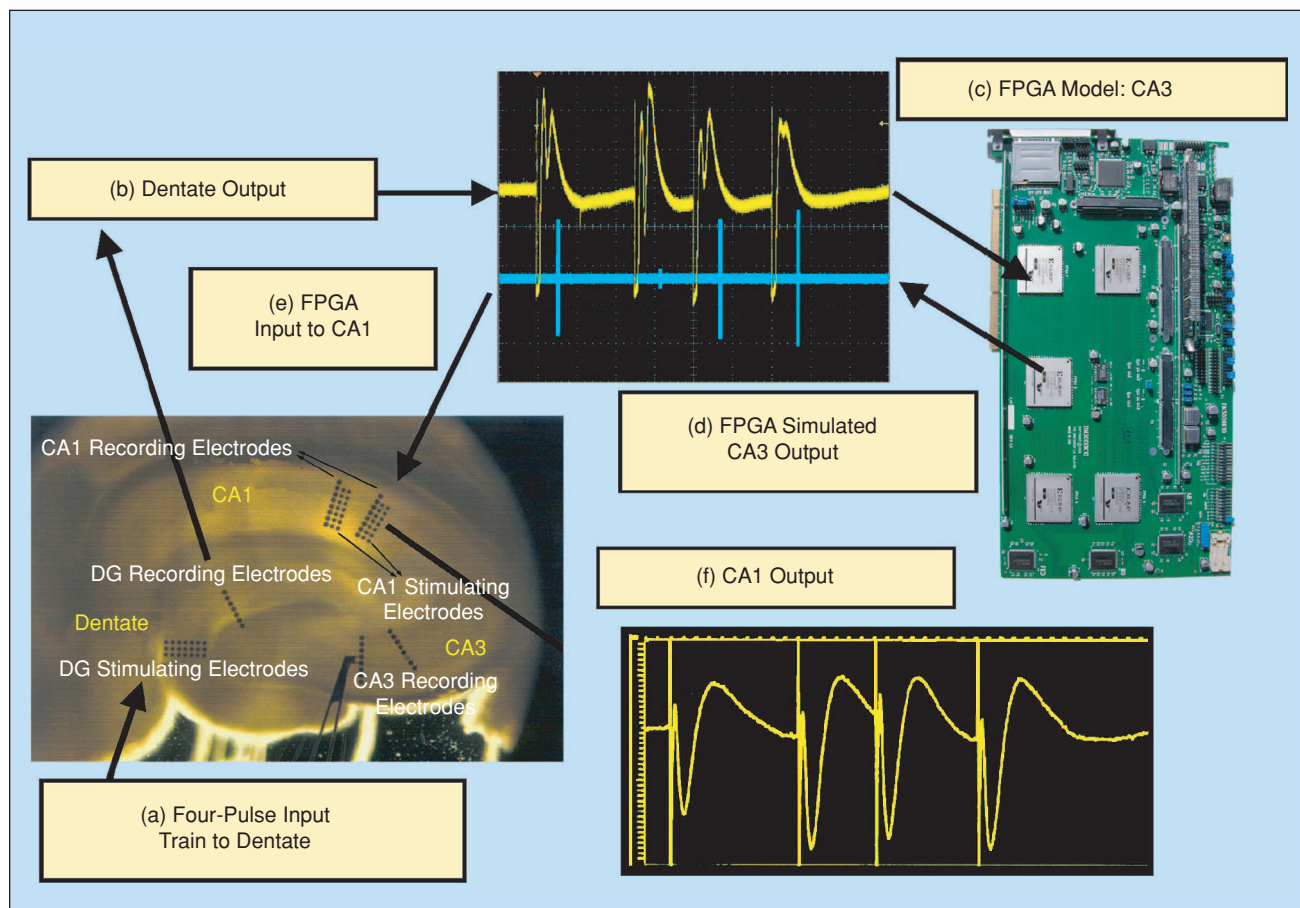 (c) FPGA Model: CA3
(b) Dentate Output
(e) FPGA
Input to CA1
(d) FPGA Simulated
CA3 Output
CA1 Recording Electrodes
CA1
DG Recording Electrodes
CA1 Stimulating
Electrodes
Dentate
CA3
DG Stimulating Electrodes
CA3 Recording
Electrodes
(f) CA1 Output
(a) Four-Pulse Input
Train to Dentate